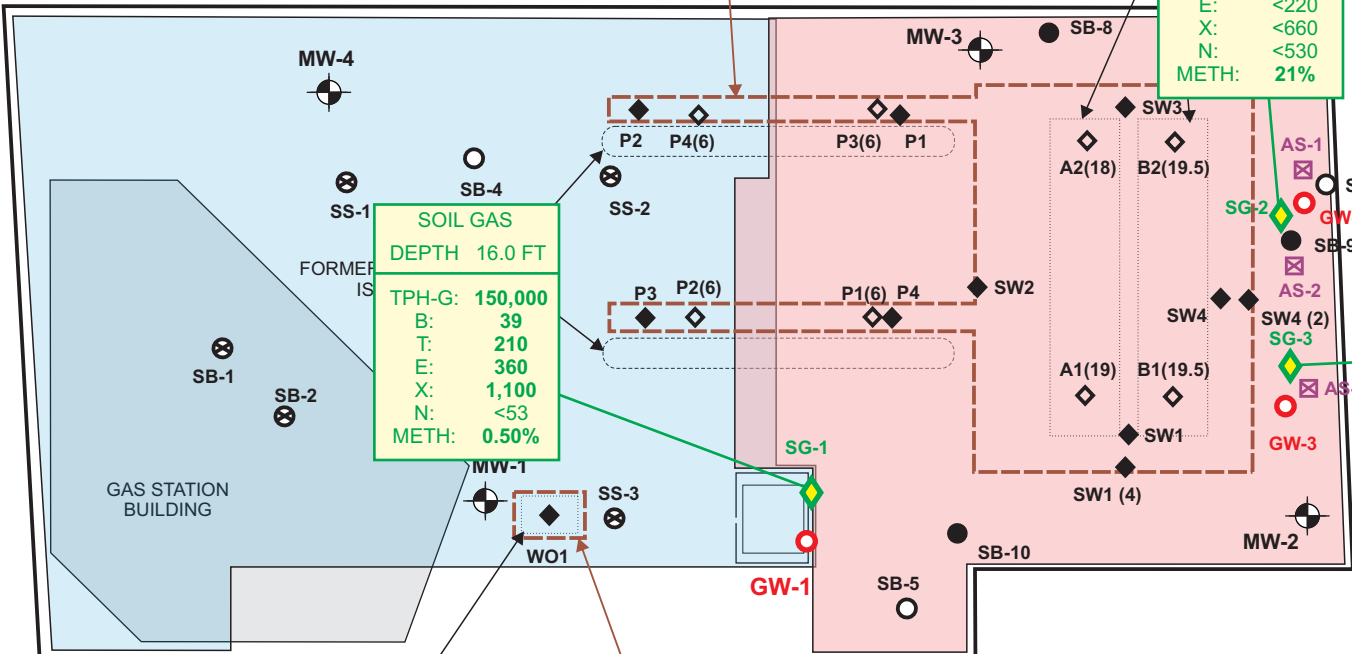 E: <220
X: <660
N: <530
METH: 21%
MW-3
SB-8
MW-4
SW3
P2
P4(6)
P3(6)
P1
A2(18)
B2(19.5)
AS-1
SB-4
SS-1
SS-2
SG-2
SB-9
SOIL GAS
DEPTH 16.0 FT
TPH-G: 150,000
B: 39
T: 210
E: 360
X: 1,100
N: <53
METH: 0.50%
P3
P2(6)
P1(6)
P4
SW2
AS-2
SW4
SW4 (2)
SG-3
SB-1
SB-2
A1(19)
B1(19.5)
SW1
GW-3
SG-1
MW-1
SS-3
SW1 (4)
GAS STATION
BUILDING
WO1
SB-10
MW-2
GW-1
SB-5